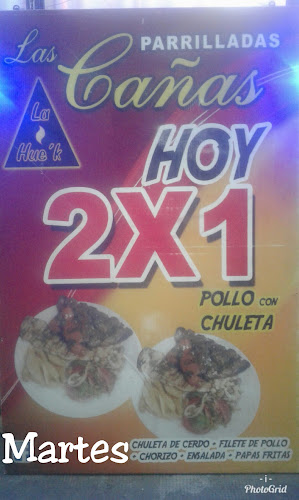 PARRILLADAS
Las Cañas
La
Hue´k
HOY
2X1
POLLO CON
CHULETA
CHULETA DE CERDO - FILETE DE POLLO
- CHORIZO - ENSALADA - PAPAS FRITAS
Martes
- i -
PhotoGrid